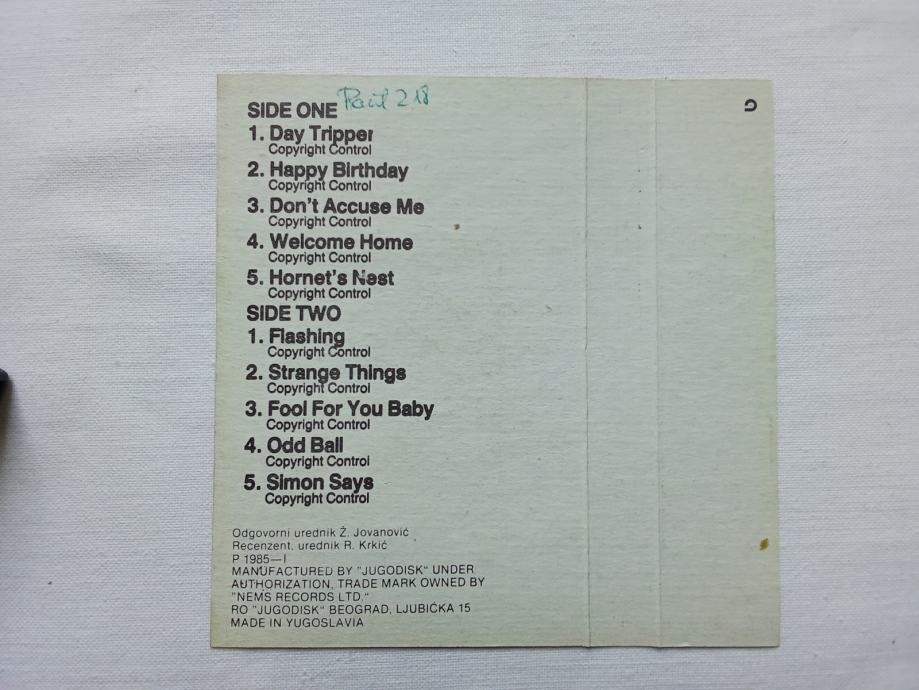 SIDE ONE
1. Day Tripper
Copyright Control
2. Happy Birthday
Copyright Control
3. Don't Accuse Me
Copyright Control
4. Welcome Home
Copyright Control
5. Hornet's Nest
Copyright Control
SIDE TWO
1. Flashing
Copyright Control
2. Strange Things
Copyright Control
3. Fool For You Baby
Copyright Control
4. Odd Ball
Copyright Control
5. Simon Says
Copyright Control
Odgovorni urednik Ž. Jovanović
Recenzent, urednik R. Krkić
P 1985—I
MANUFACTURED BY "JUGODISK" UNDER
AUTHORIZATION, TRADE MARK OWNED BY
"NEMS RECORDS LTD."
RO "JUGODISK" BEOGRAD, LJUBIĆKA 15
MADE IN YUGOSLAVIA